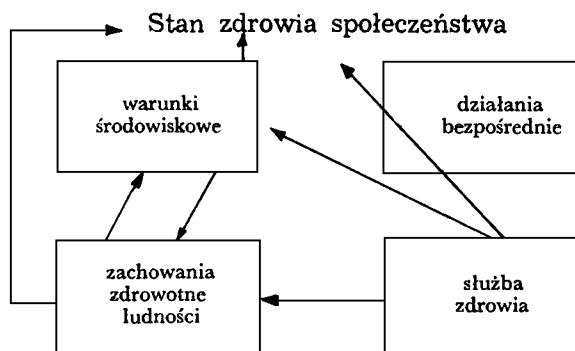 Stan zdrowia społeczeństwa
warunki
środowiskowe
działania
bezpośrednie
zachowania
zdrowotne
ludności
służba
zdrowia